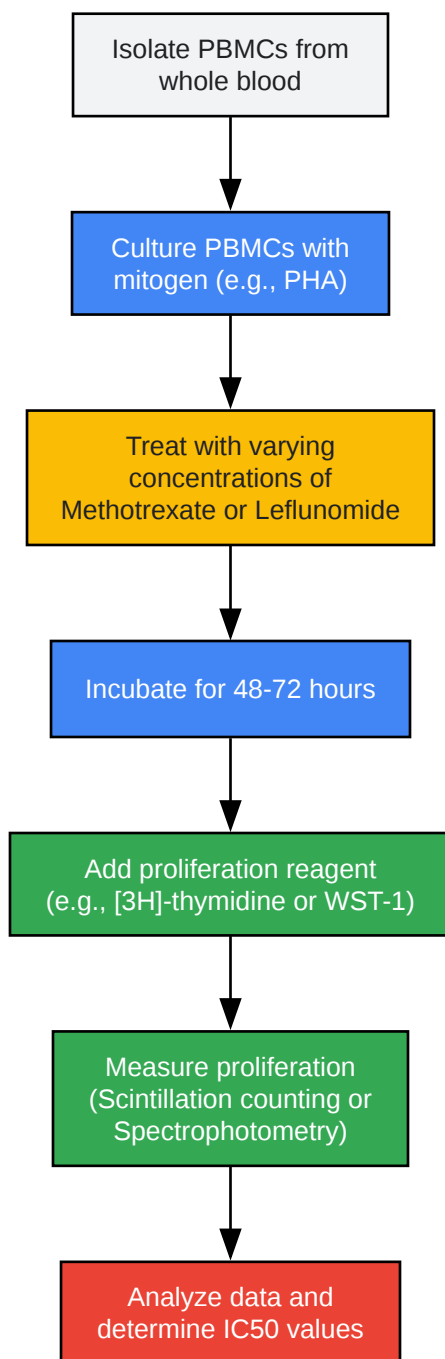 Isolate PBMCs from
whole blood
Culture PBMCs with
mitogen (e.g., PHA)
Treat with varying
concentrations of
Methotrexate or Leflunomide
Incubate for 48-72 hours
Add proliferation reagent
(e.g., [3H]-thymidine or WST-1)
Measure proliferation
(Scintillation counting or
Spectrophotometry)
Analyze data and
determine IC50 values